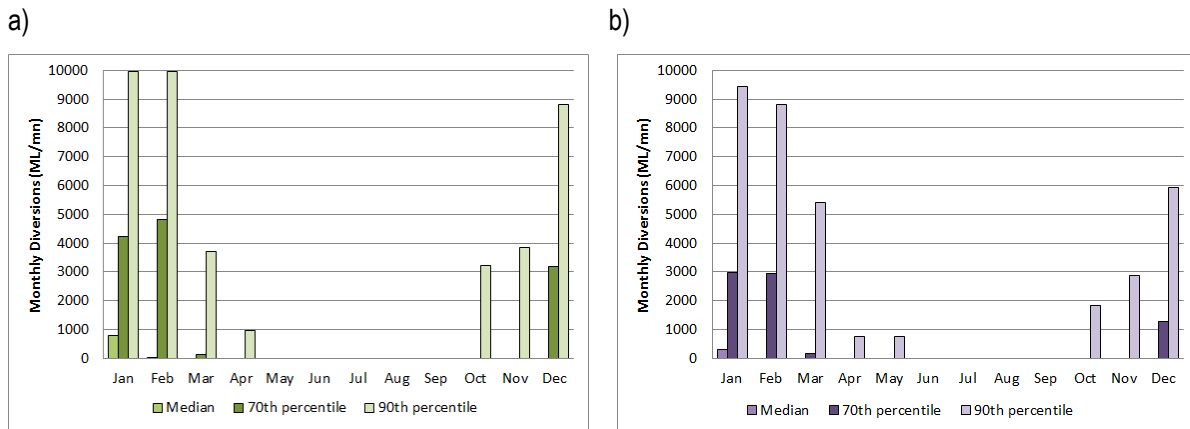 a)
b)
Monthly Diversions (ML/mn)
10000
9000
8000
7000
6000
5000
4000
3000
2000
1000
0
Jan Feb Mar Apr May Jun Jul Aug Sep Oct Nov Dec
Median 70th percentile 90th percentile
Monthly Diversions (ML/mn)
10000
9000
8000
7000
6000
5000
4000
3000
2000
1000
0
Jan Feb Mar Apr May Jun Jul Aug Sep Oct Nov Dec
Median 70th percentile 90th percentile